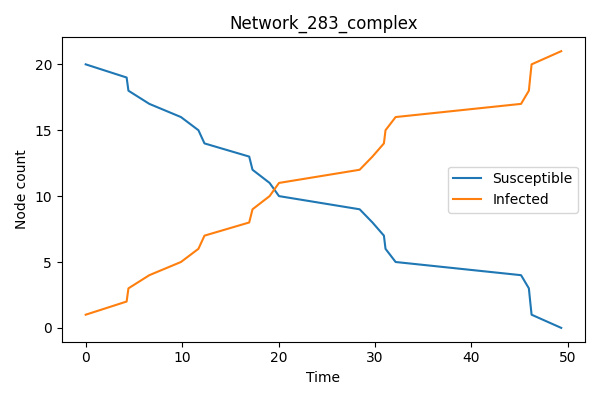 Network_283_complex
Node count
20
15
10
5
0
Susceptible
Infected
0 10 20 30 40 50
Time